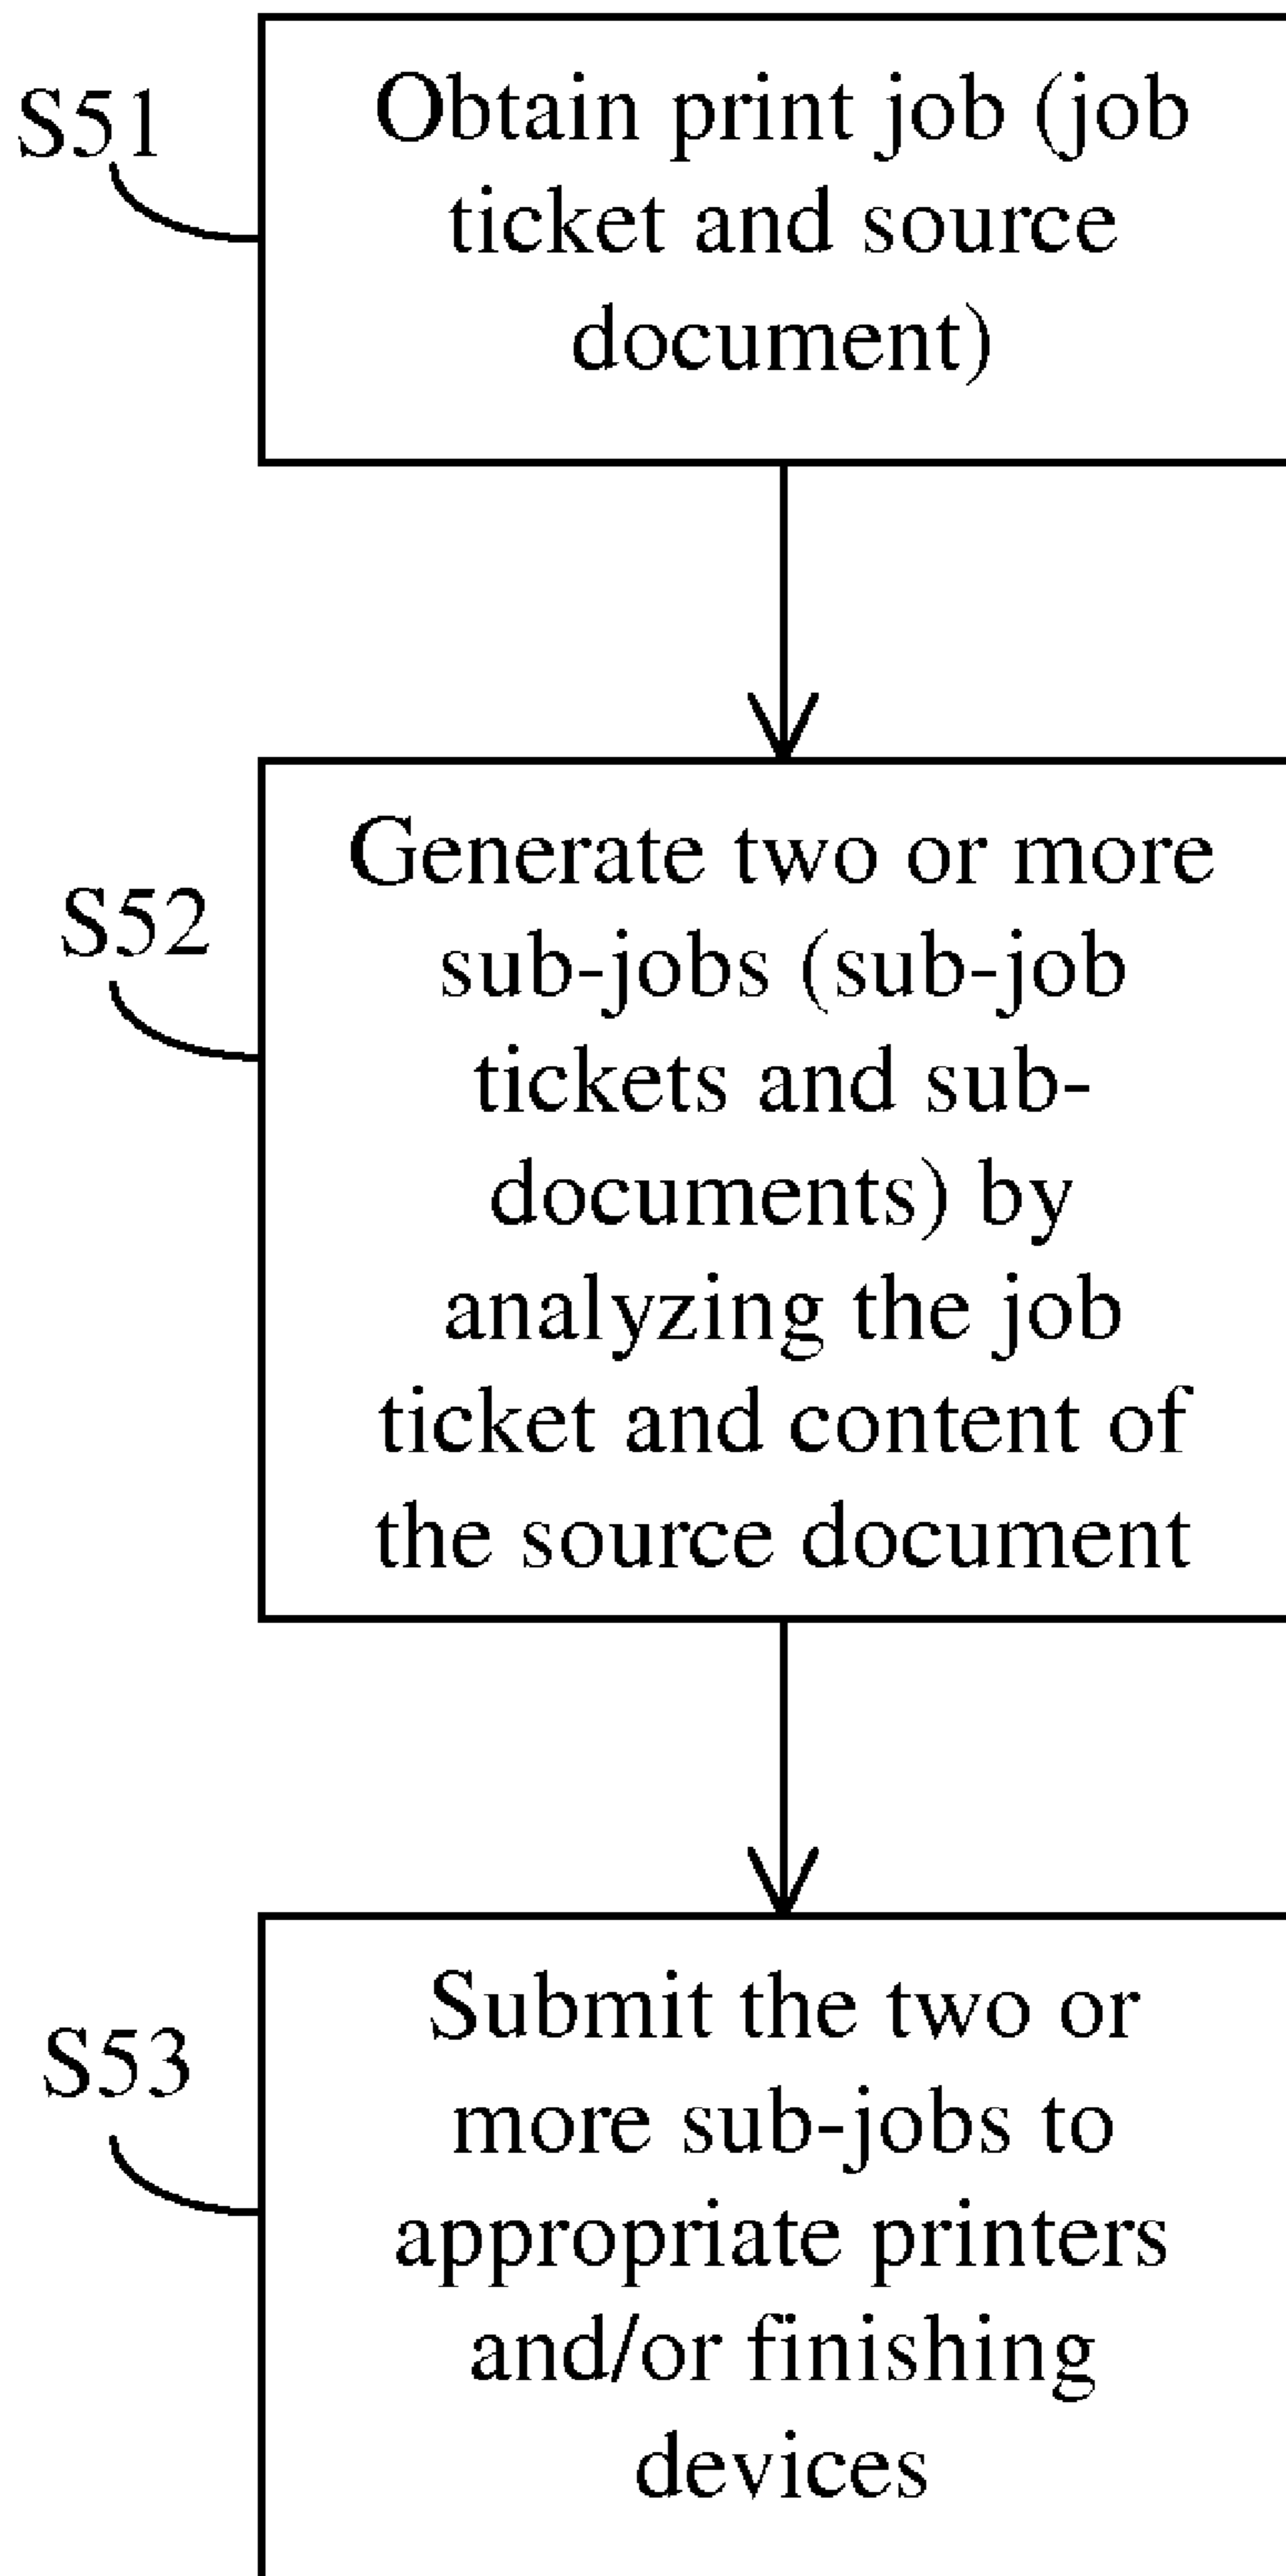 S51
Obtain print job (job
ticket and source
document)
S52
Generate two or more
sub-jobs (sub-job
tickets and sub-
documents) by
analyzing the job
ticket and content of
the source document
S53
Submit the two or
more sub-jobs to
appropriate printers
and/or finishing
devices